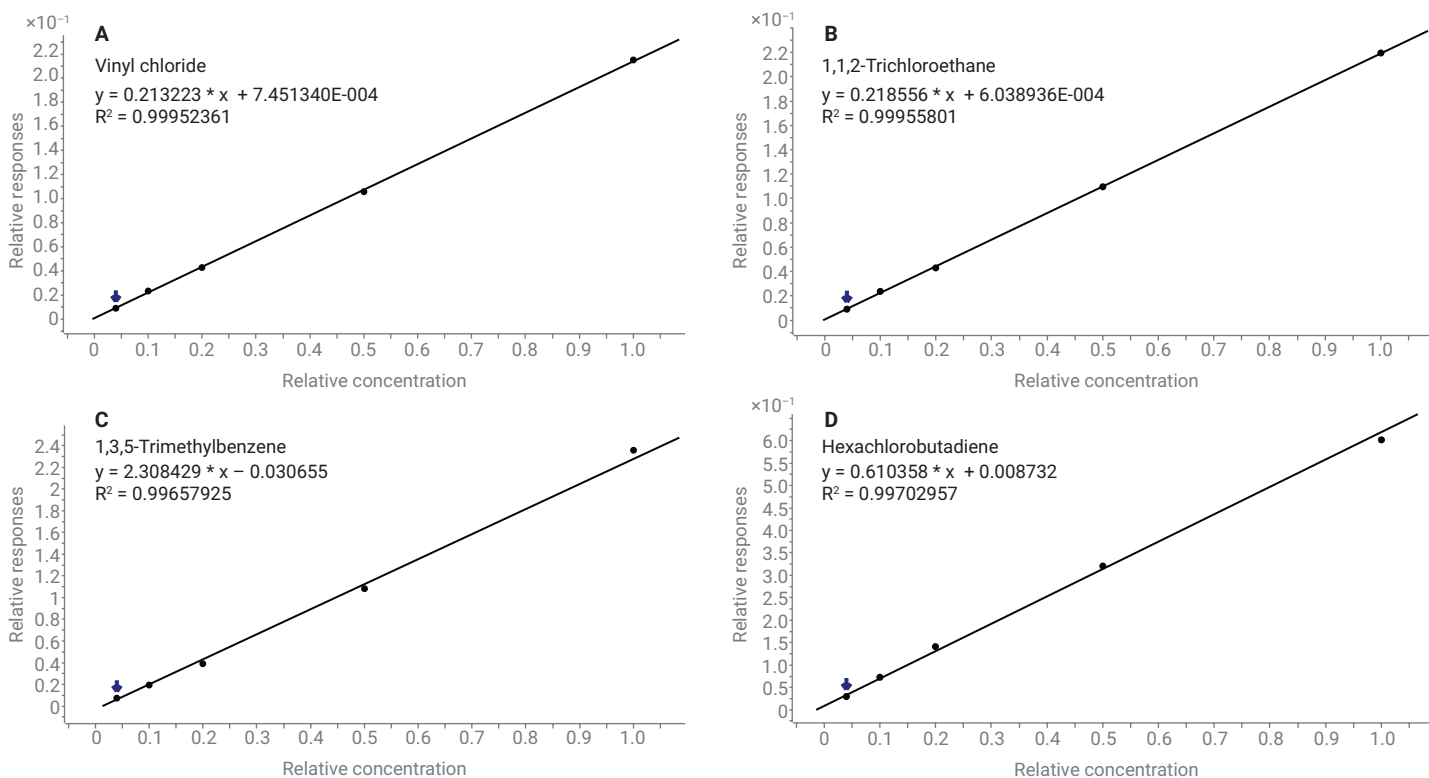 ×10⁻¹
A
Vinyl chloride
y = 0.213223 * x + 7.451340E-004
R² = 0.99952361
Relative responses
2.2
2.0
1.8
1.6
1.4
1.2
1.0
0.8
0.6
0.4
0.2
0
0 0.1 0.2 0.3 0.4 0.5 0.6 0.7 0.8 0.9 1.0
Relative concentration
×10⁻¹
B
1,1,2-Trichloroethane
y = 0.218556 * x + 6.038936E-004
R² = 0.99955801
Relative responses
2.2
2.0
1.8
1.6
1.4
1.2
1.0
0.8
0.6
0.4
0.2
0
0 0.1 0.2 0.3 0.4 0.5 0.6 0.7 0.8 0.9 1.0
Relative concentration
C
1,3,5-Trimethylbenzene
y = 2.308429 * x – 0.030655
R² = 0.99657925
Relative responses
2.4
2.2
2
1.8
1.6
1.4
1.2
1
0.8
0.6
0.4
0.2
0
0 0.1 0.2 0.3 0.4 0.5 0.6 0.7 0.8 0.9 1.0
Relative concentration
×10⁻¹
D
Hexachlorobutadiene
y = 0.610358 * x + 0.008732
R² = 0.99702957
Relative responses
6.0
5.5
5.0
4.5
4.0
3.5
3.0
2.5
2.0
1.5
1.0
0.5
0
0 0.1 0.2 0.3 0.4 0.5 0.6 0.7 0.8 0.9 1.0
Relative concentration